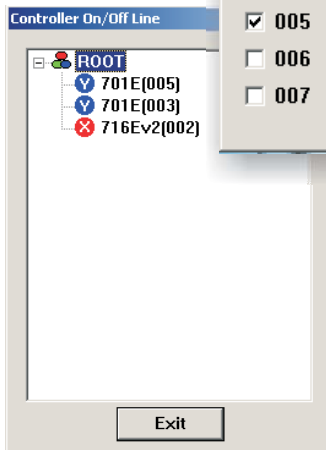 Controller On/Off Line
005
006
007
ROOT
Y 701E(005)
Y 701E(003)
X 716Ev2(002)
Exit